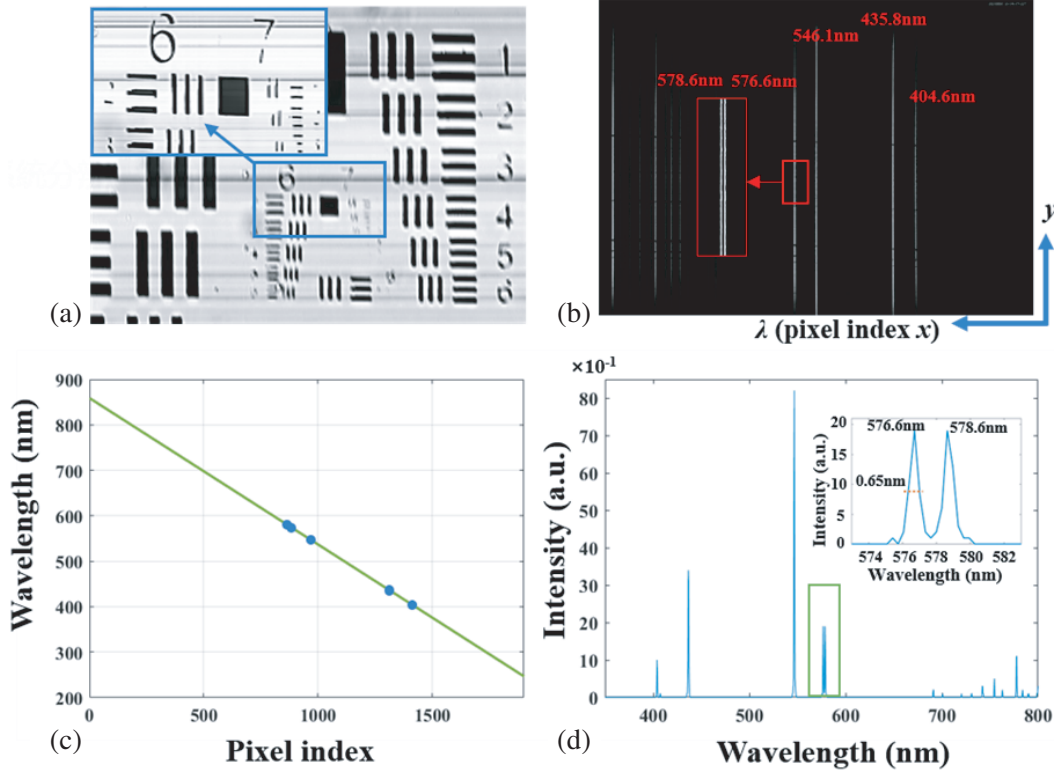 6
7
6
1
2
3
4
5
6
(a)
435.8nm
546.1nm
578.6nm 576.6nm
404.6nm
y
λ (pixel index x)
(b)
900
800
700
600
500
400
300
200
0 500 1000 1500
Wavelength (nm)
Pixel index
(c)
×10⁻¹
80
70
60
50
40
30
20
10
0
400 500 600 700 800
Intensity (a.u.)
Wavelength (nm)
(d)
576.6nm 578.6nm
0.65nm
20
15
10
5
0
574 576 578 580 582
Intensity (a.u.)
Wavelength (nm)